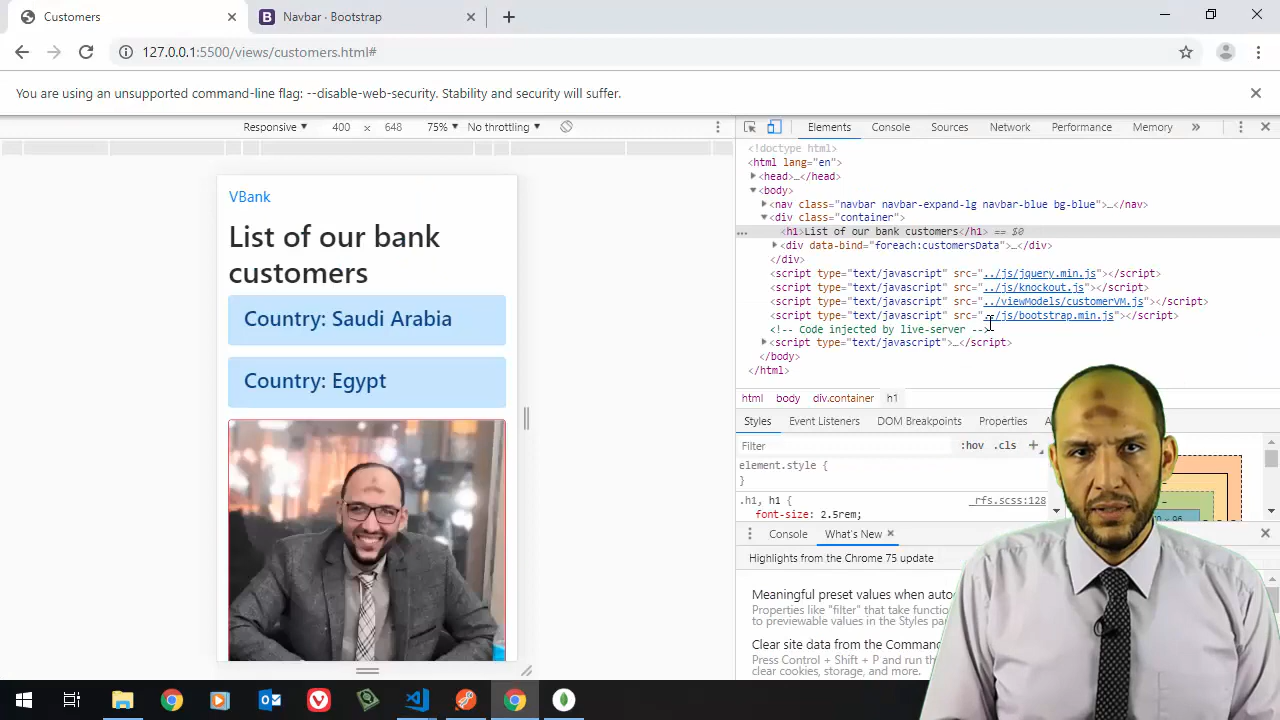 Customers
Navbar · Bootstrap
127.0.0.1:5500/views/customers.html#
You are using an unsupported command-line flag: --disable-web-security. Stability and security will suffer.
Responsive 400 x 648 75% No throttling
Elements Console Sources Network Performance Memory
VBank
List of our bank
customers
Country: Saudi Arabia
Country: Egypt
<!doctype html>
<html lang="en">
<head>…</head>
<body>
<nav class="navbar navbar-expand-lg navbar-blue bg-blue">…</nav>
<div class="container">
<h1>List of our bank customers</h1> == $0
<div data-bind="foreach:customersData">…</div>
</div>
<script type="text/javascript" src="../js/jquery.min.js"></script>
<script type="text/javascript" src="../js/knockout.js"></script>
<script type="text/javascript" src="../viewModels/customerVM.js"></script>
<script type="text/javascript" src="../js/bootstrap.min.js"></script>
<!-- Code injected by live-server -->
<script type="text/javascript">…</script>
</body>
</html>
html body div.container h1
Styles Event Listeners DOM Breakpoints Properties
Filter :hov .cls +
element.style {
}
.h1, h1 { _rfs.scss:128
font-size: 2.5rem;
Console What's New
Highlights from the Chrome 75 update
Meaningful preset values when
Properties like "filter" that take
to previewable values in the Styles
Clear site data from the
Press Control + Shift + P and run
clear cookies, storage, and more.